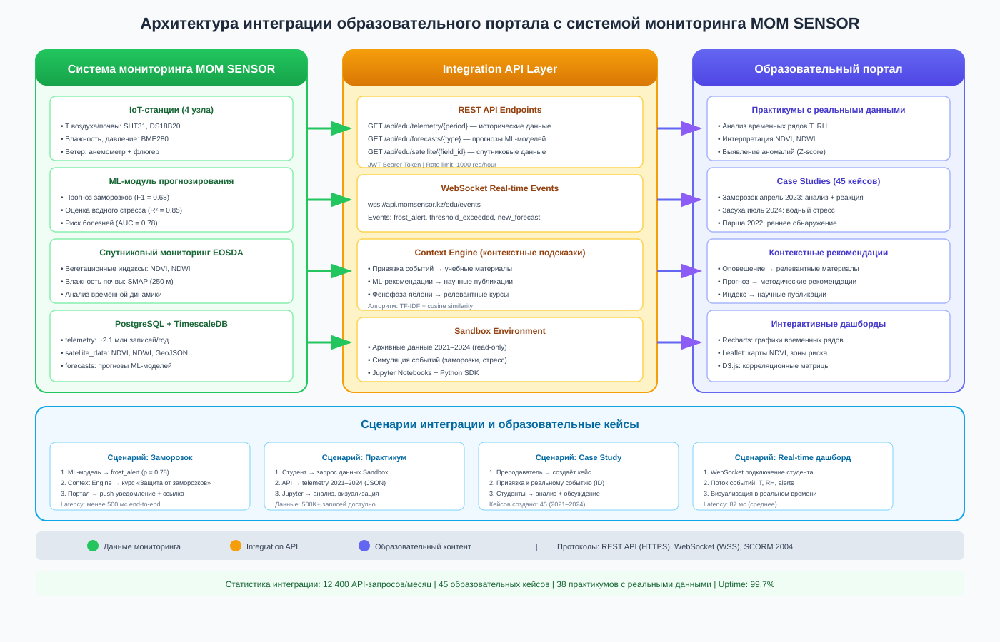 Архитектура интеграции образовательного портала с системой мониторинга MOM SENSOR
Система мониторинга MOM SENSOR
IoT-станции (4 узла)
• T воздуха/почвы: SHT31, DS18B20
• Влажность, давление: BME280
• Ветер: анемометр + флюгер
ML-модуль прогнозирования
• Прогноз заморозков (F1 = 0.68)
• Оценка водного стресса (R² = 0.85)
• Риск болезней (AUC = 0.78)
Спутниковый мониторинг EOSDA
• Вегетационные индексы: NDVI, NDWI
• Влажность почвы: SMAP (250 м)
• Анализ временной динамики
PostgreSQL + TimescaleDB
• telemetry: ~2.1 млн записей/год
• satellite_data: NDVI, NDWI, GeoJSON
• forecasts: прогнозы ML-моделей
Integration API Layer
REST API Endpoints
GET /api/edu/telemetry/{period} — исторические данные
GET /api/edu/forecasts/{type} — прогнозы ML-моделей
GET /api/edu/satellite/{field_id} — спутниковые данные
JWT Bearer Token | Rate limit: 1000 req/hour
WebSocket Real-time Events
wss://api.momsensor.kz/edu/events
Events: frost_alert, threshold_exceeded, new_forecast
Context Engine (контекстные подсказки)
• Привязка событий → учебные материалы
• ML-рекомендации → научные публикации
• Фенофаза яблони → релевантные курсы
Алгоритм: TF-IDF + cosine similarity
Sandbox Environment
• Архивные данные 2021–2024 (read-only)
• Симуляция событий (заморозки, стресс)
• Jupyter Notebooks + Python SDK
Образовательный портал
Практикумы с реальными данными
• Анализ временных рядов T, RH
• Интерпретация NDVI, NDWI
• Выявление аномалий (Z-score)
Case Studies (45 кейсов)
• Заморозок апрель 2023: анализ + реакция
• Засуха июль 2024: водный стресс
• Парша 2022: раннее обнаружение
Контекстные рекомендации
• Оповещение → релевантные материалы
• Прогноз → методические рекомендации
• Индекс → научные публикации
Интерактивные дашборды
• Recharts: графики временных рядов
• Leaflet: карты NDVI, зоны риска
• D3.js: корреляционные матрицы
Сценарии интеграции и образовательные кейсы
Сценарий: Заморозок
1. ML-модель → frost_alert (p = 0.78)
2. Context Engine → курс «Защита от заморозков»
3. Портал → push-уведомление + ссылка
Latency: менее 500 мс end-to-end
Сценарий: Практикум
1. Студент → запрос данных Sandbox
2. API → telemetry 2021–2024 (JSON)
3. Jupyter → анализ, визуализация
Данные: 500K+ записей доступно
Сценарий: Case Study
1. Преподаватель → создаёт кейс
2. Привязка к реальному событию (ID)
3. Студенты → анализ + обсуждение
Кейсов создано: 45 (2021–2024)
Сценарий: Real-time дашборд
1. WebSocket подключение студента
2. Поток событий: T, RH, alerts
3. Визуализация в реальном времени
Latency: 87 мс (среднее)
Данные мониторинга
Integration API
Образовательный контент
| Протоколы: REST API (HTTPS), WebSocket (WSS), SCORM 2004
Статистика интеграции: 12 400 API-запросов/месяц | 45 образовательных кейсов | 38 практикумов с реальными данными | Uptime: 99.7%